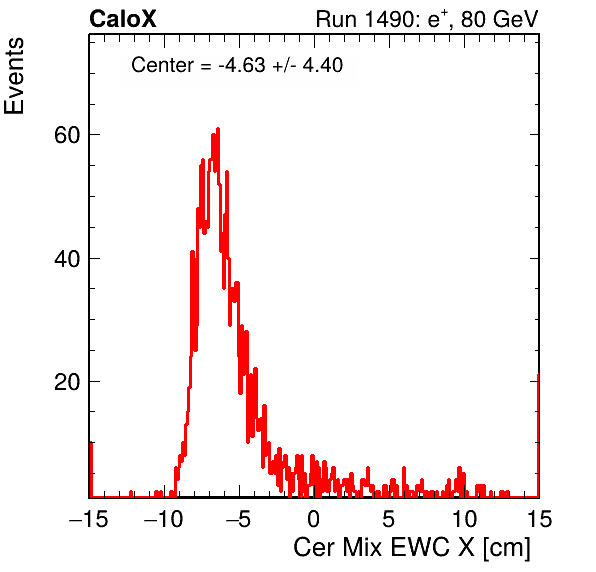 CaloX Run 1490: e⁺, 80 GeV
Center = -4.63 +/- 4.40
Events
60
40
20
−15 −10 −5 0 5 10 15
Cer Mix EWC X [cm]